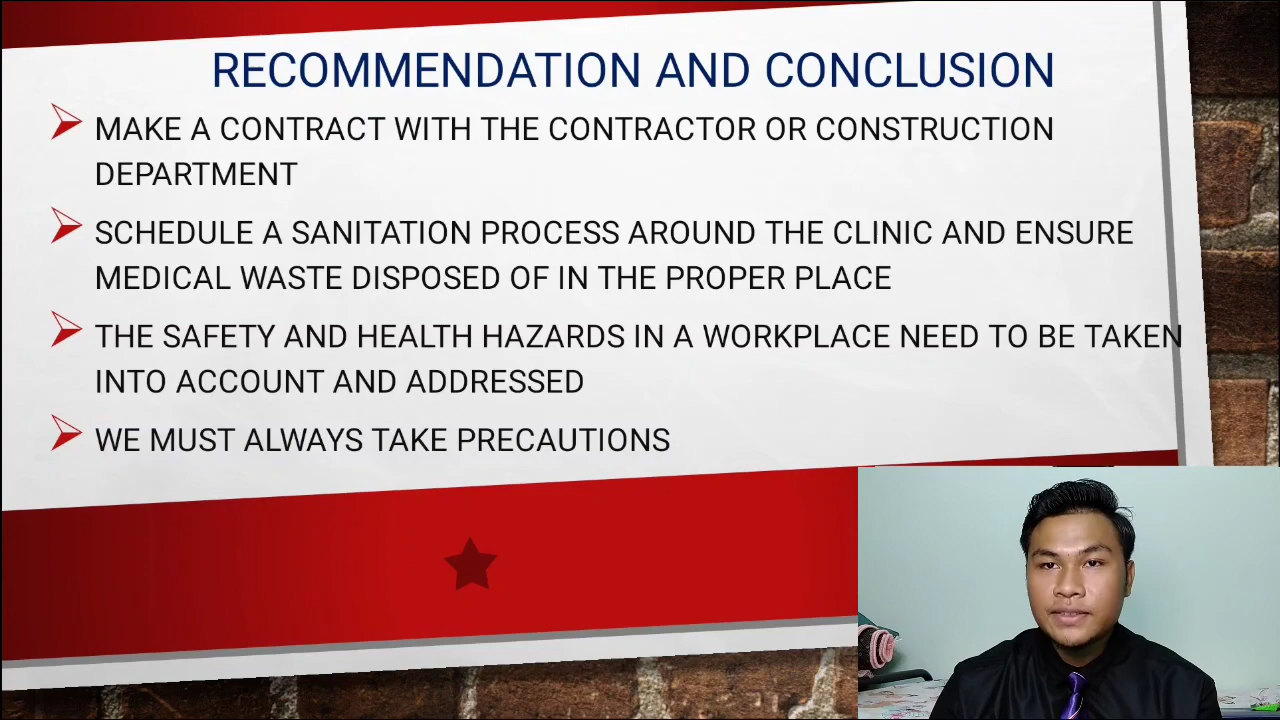 RECOMMENDATION AND CONCLUSION
MAKE A CONTRACT WITH THE CONTRACTOR OR CONSTRUCTION
DEPARTMENT
SCHEDULE A SANITATION PROCESS AROUND THE CLINIC AND ENSURE
MEDICAL WASTE DISPOSED OF IN THE PROPER PLACE
THE SAFETY AND HEALTH HAZARDS IN A WORKPLACE NEED TO BE TAKEN
INTO ACCOUNT AND ADDRESSED
WE MUST ALWAYS TAKE PRECAUTIONS